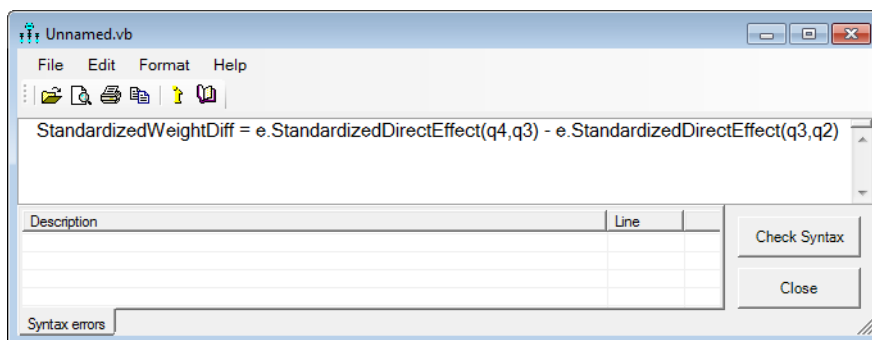 Unnamed.vb
File Edit Format Help
StandardizedWeightDiff = e.StandardizedDirectEffect(q4,q3) - e.StandardizedDirectEffect(q3,q2)
Description Line
Check Syntax
Close
Syntax errors